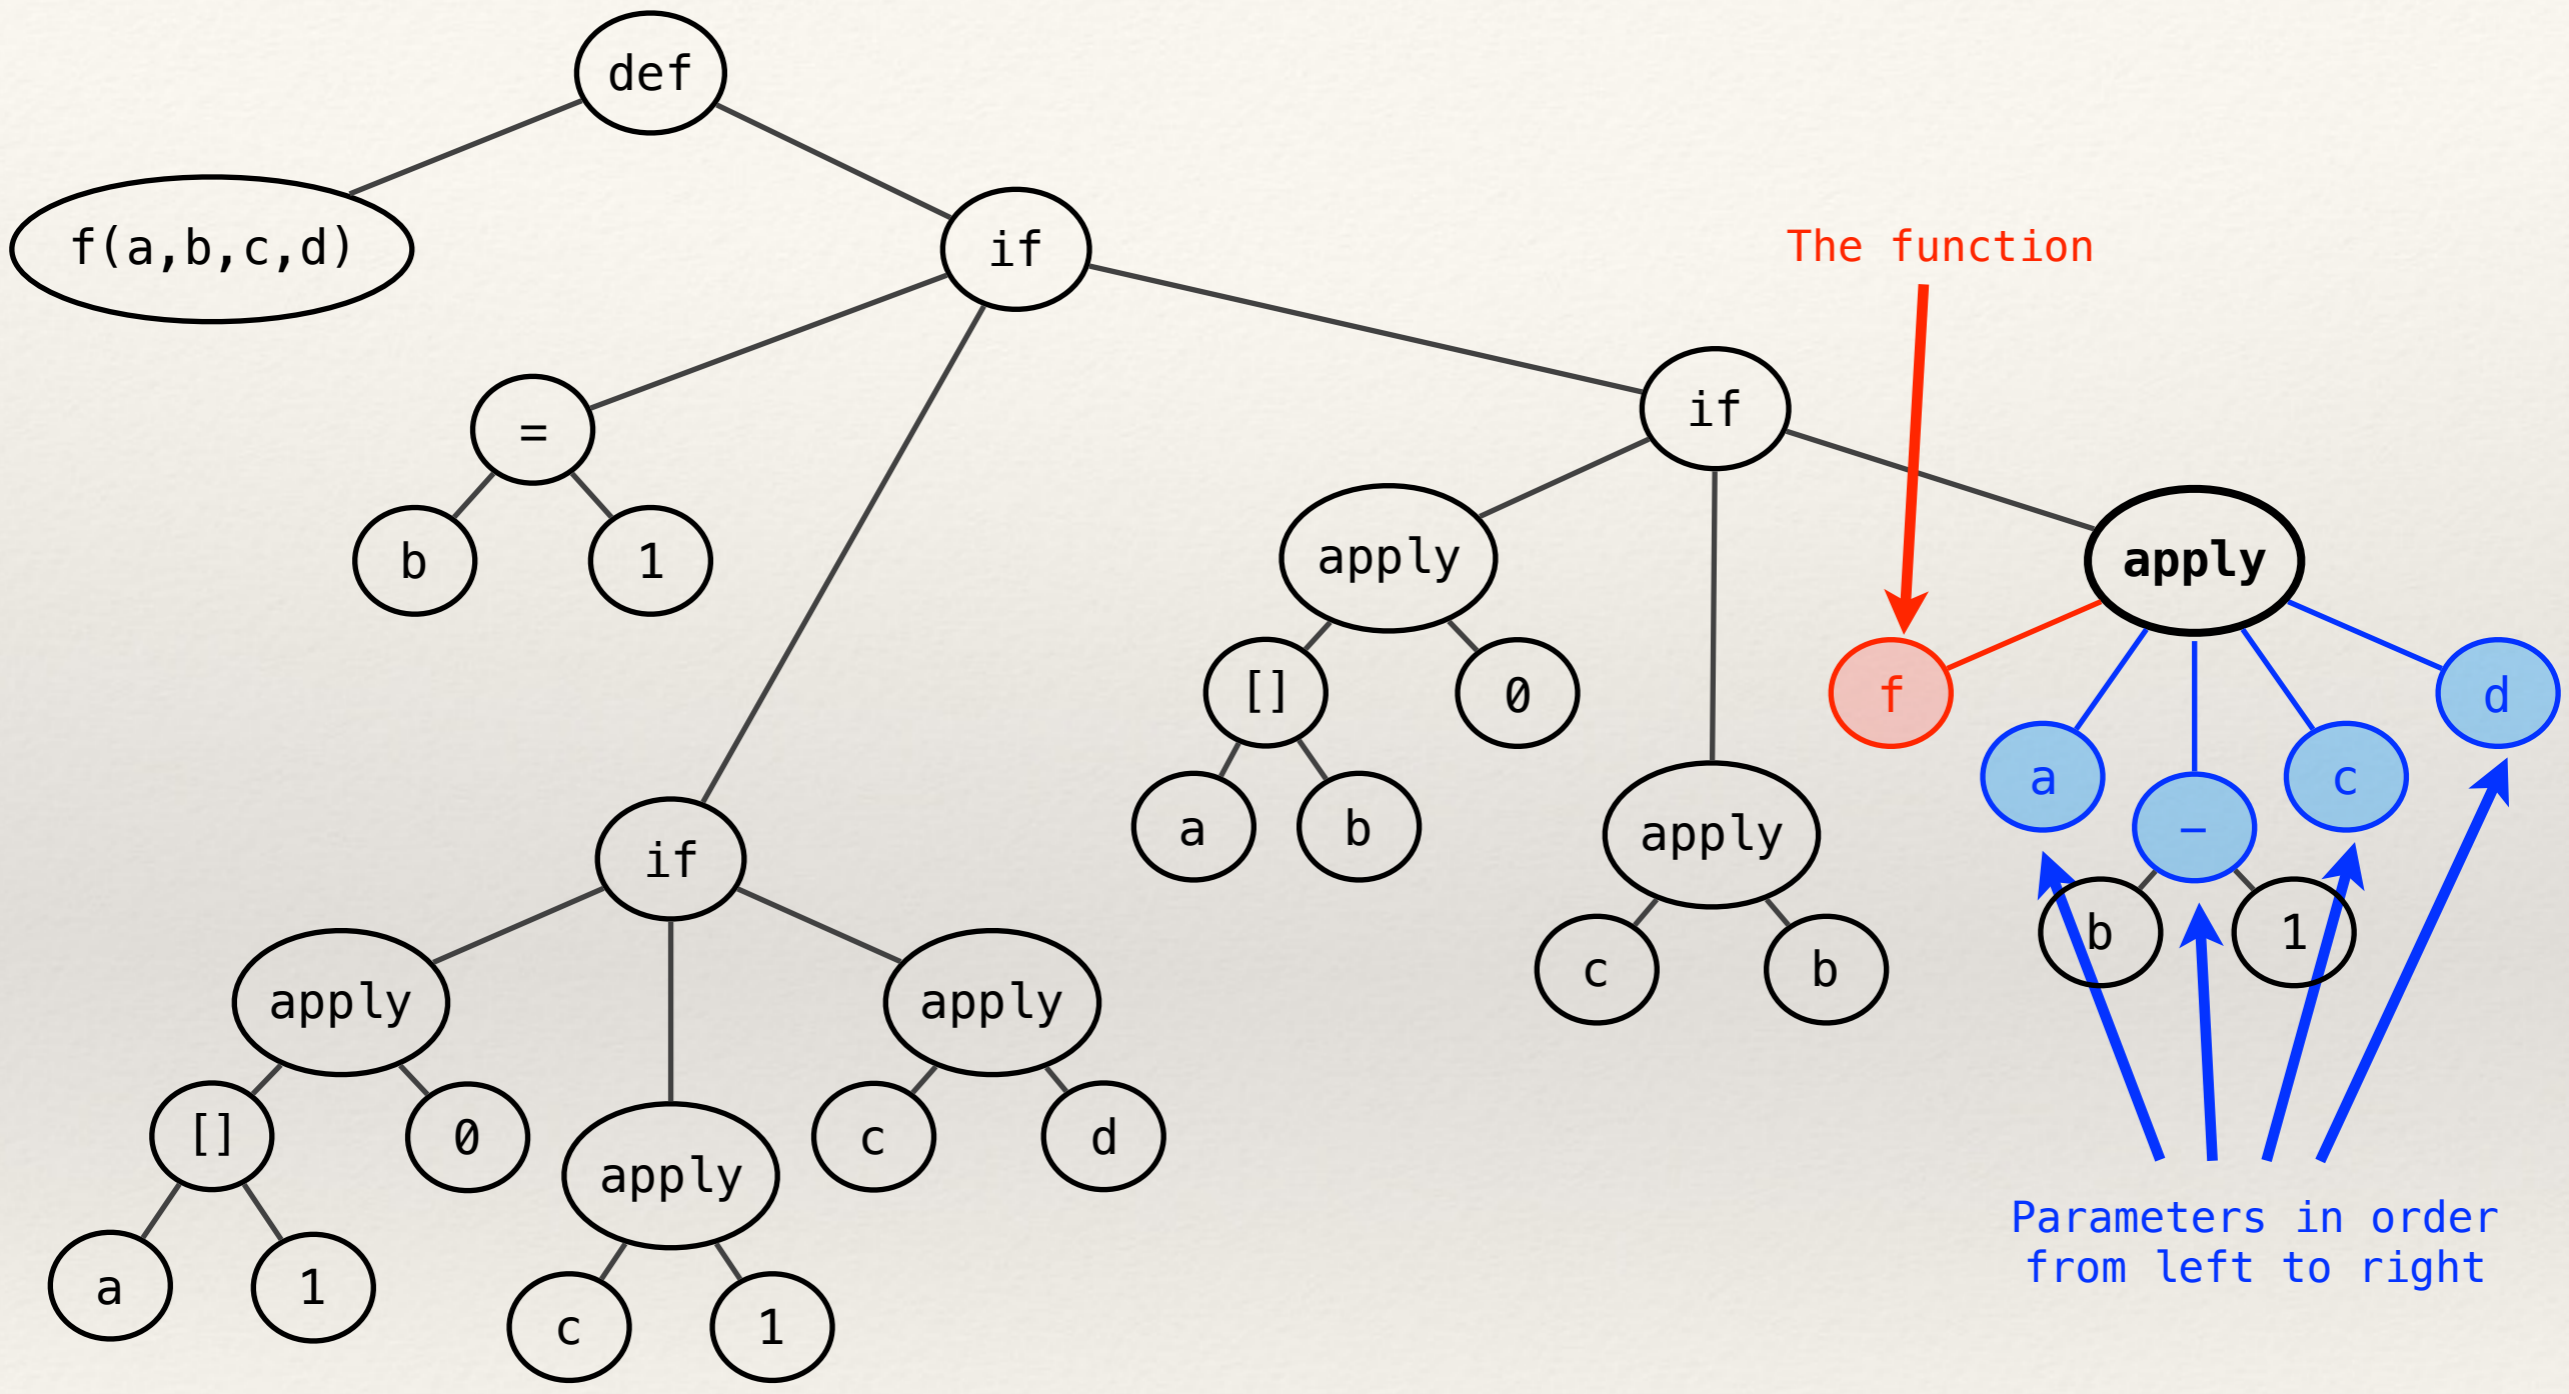 def
f(a,b,c,d)
if
The function
=
if
b
1
apply
apply
[]
0
f
d
a
c
a
b
apply
–
if
c
b
b
1
apply
apply
[]
0
apply
c
d
Parameters in order
from left to right
a
1
c
1